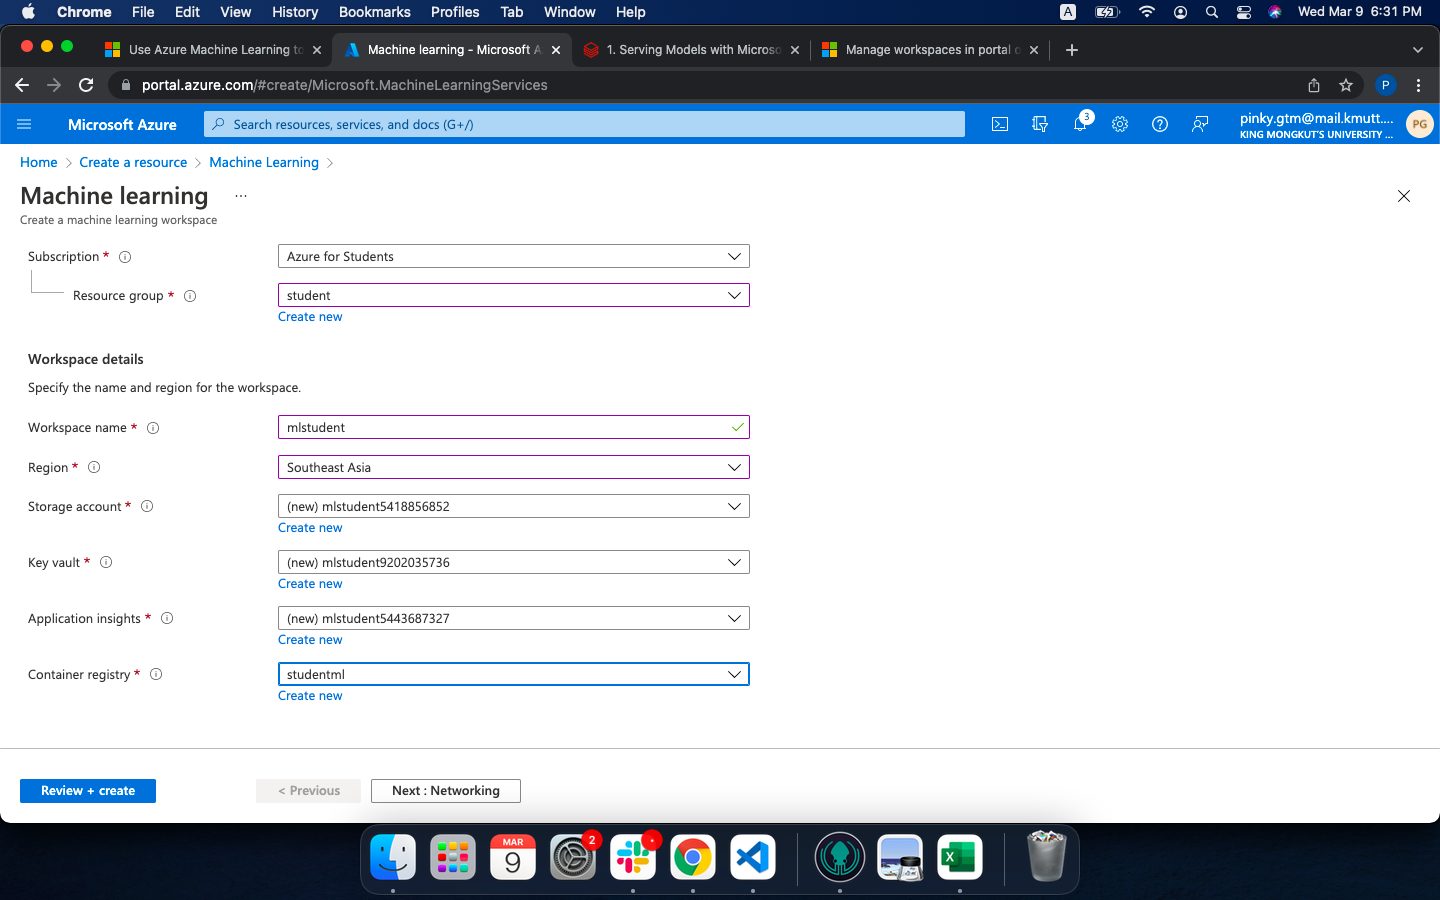 Chrome File Edit View History Bookmarks Profiles Tab Window Help A Wed Mar 9 6:31 PM
Use Azure Machine Learning to Machine learning - Microsoft A 1. Serving Models with Microso Manage workspaces in portal o
portal.azure.com/#create/Microsoft.MachineLearningServices P
Microsoft Azure Search resources, services, and docs (G+/) 3 pinky.gtm@mail.kmutt.... PG
KING MONGKUT'S UNIVERSITY ...
Home > Create a resource > Machine Learning >
Machine learning ...
Create a machine learning workspace
Subscription * Azure for Students
Resource group * student
Create new
Workspace details
Specify the name and region for the workspace.
Workspace name * mlstudent
Region * Southeast Asia
Storage account * (new) mlstudent5418856852
Create new
Key vault * (new) mlstudent9202035736
Create new
Application insights * (new) mlstudent5443687327
Create new
Container registry * studentml
Create new
Review + create < Previous Next : Networking
MAR 2
9 X